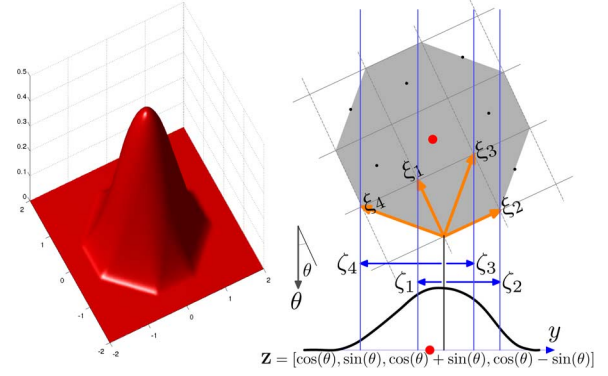 0.5
0.4
0.3
0.2
0.1
0
2
1
0
-1
-2
-2
-1
0
1
2
ξ₁
ξ₃
ξ₄
ξ₂
θ
θ
ζ₄
ζ₃
ζ₁
ζ₂
y
Z = [cos(θ), sin(θ), cos(θ) + sin(θ), cos(θ) − sin(θ)]